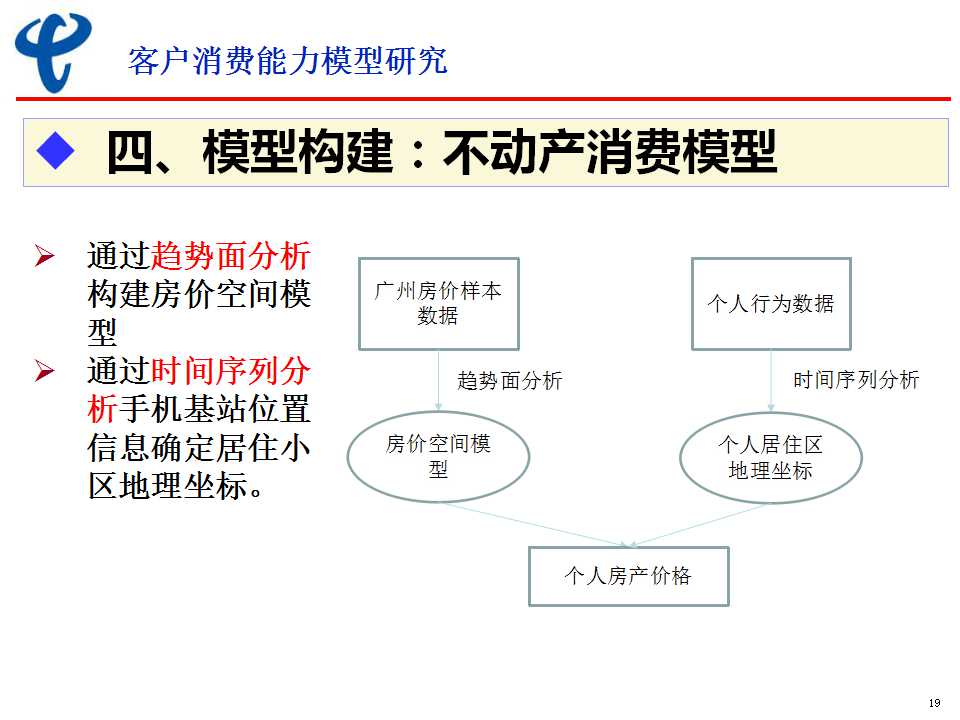 客户消费能力模型研究
四、模型构建：不动产消费模型
通过趋势面分析
构建房价空间模
型
通过时间序列分
析手机基站位置
信息确定居住小
区地理坐标。
广州房价样本
数据
个人行为数据
趋势面分析
时间序列分析
房价空间模
型
个人居住区
地理坐标
个人房产价格
19